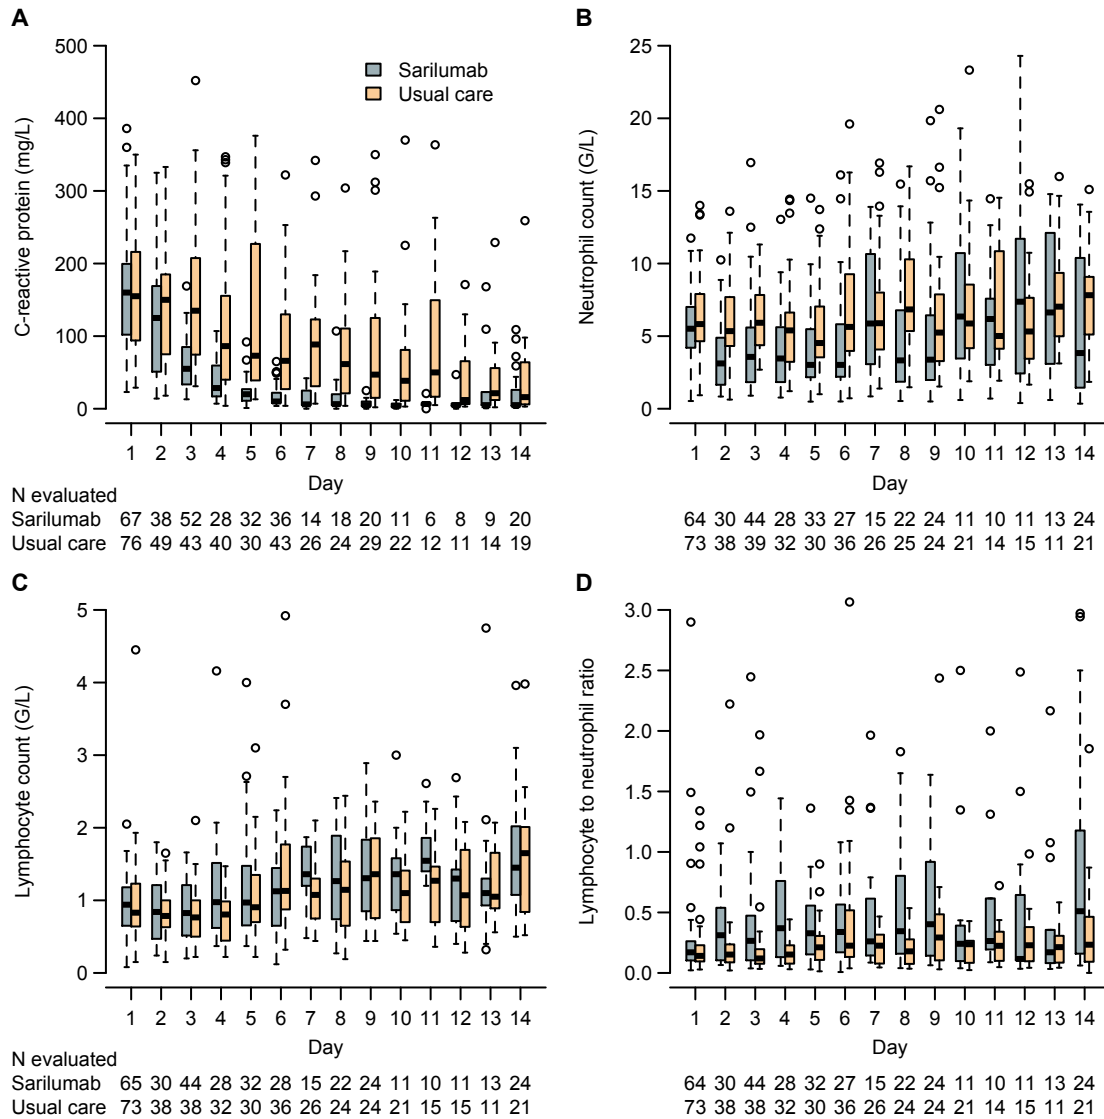 A
C-reactive protein (mg/L)
500
400
300
200
100
0
Sarilumab
Usual care
1 2 3 4 5 6 7 8 9 10 11 12 13 14
Day
N evaluated
Sarilumab 67 38 52 28 32 36 14 18 20 11 6 8 9 20
Usual care 76 49 43 40 30 43 26 24 29 22 12 11 14 19
B
Neutrophil count (G/L)
25
20
15
10
5
0
1 2 3 4 5 6 7 8 9 10 11 12 13 14
Day
64 30 44 28 33 27 15 22 24 11 10 11 13 24
73 38 39 32 30 36 26 25 24 21 14 15 11 21
C
Lymphocyte count (G/L)
5
4
3
2
1
0
1 2 3 4 5 6 7 8 9 10 11 12 13 14
Day
N evaluated
Sarilumab 65 30 44 28 32 28 15 22 24 11 10 11 13 24
Usual care 73 38 38 32 30 36 26 24 24 21 15 15 11 21
D
Lymphocyte to neutrophil ratio
3.0
2.5
2.0
1.5
1.0
0.5
0.0
1 2 3 4 5 6 7 8 9 10 11 12 13 14
Day
64 30 44 28 32 27 15 22 24 11 10 11 13 24
73 38 38 32 30 36 26 24 24 21 14 15 11 21